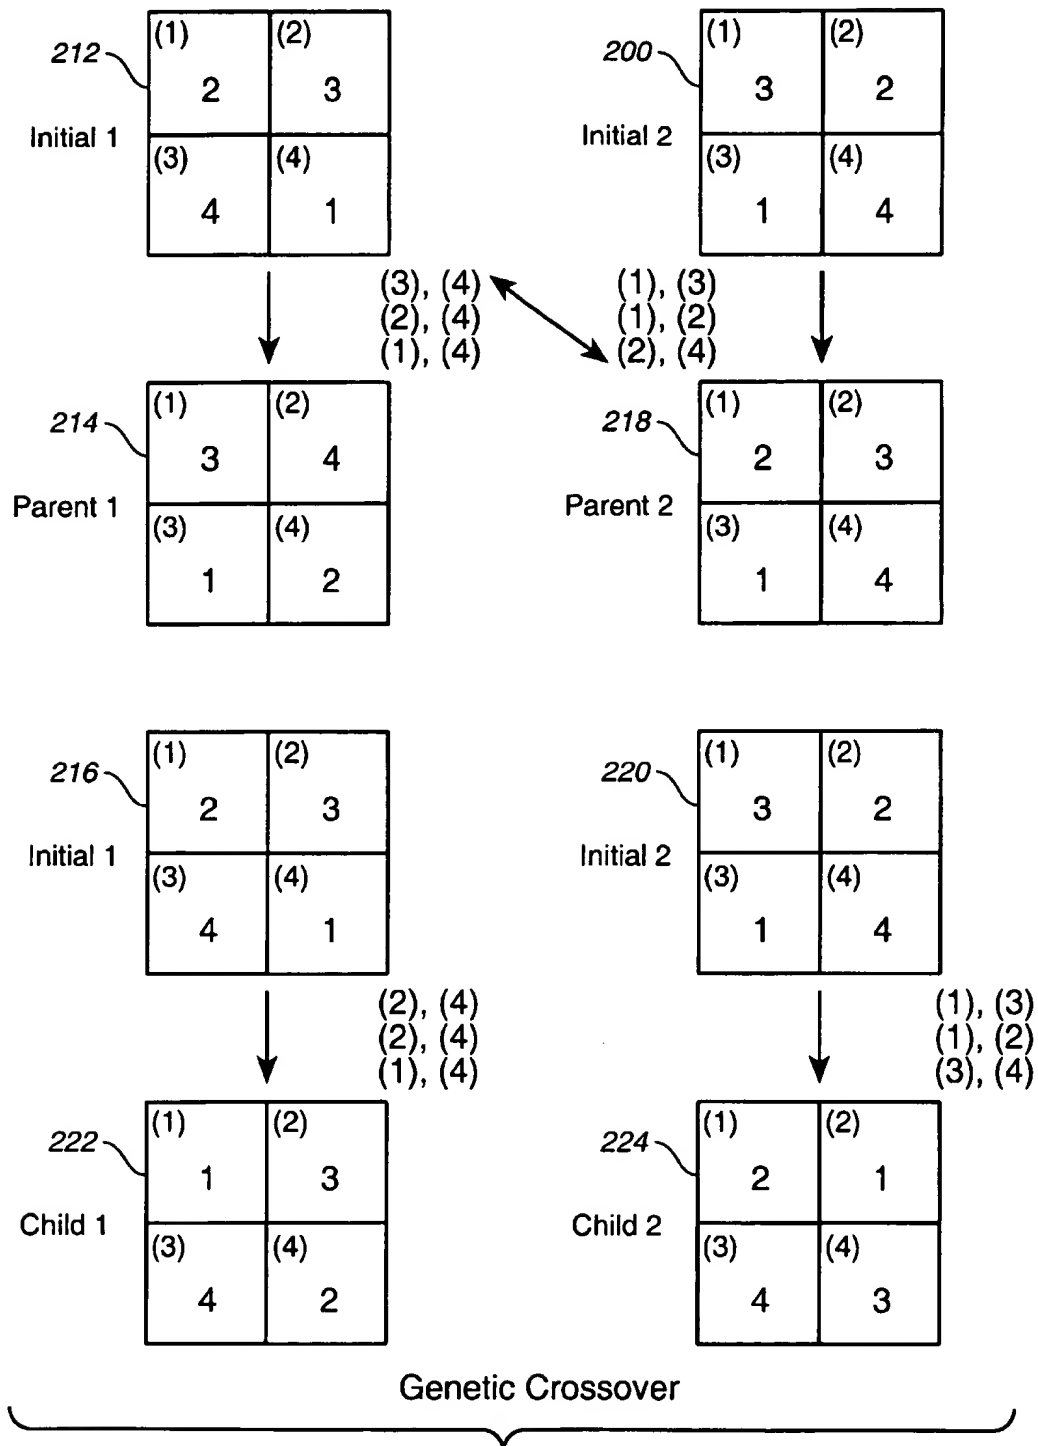 (1) (2) (1) (2)
212 2 3 200 3 2
Initial 1 Initial 2
(3) (4) (3) (4)
4 1 1 4
(3), (4) (1), (3)
(2), (4) (1), (2)
(1), (4) (2), (4)
(1) (2) (1) (2)
214 3 4 218 2 3
Parent 1 Parent 2
(3) (4) (3) (4)
1 2 1 4
(1) (2) (1) (2)
216 2 3 220 3 2
Initial 1 Initial 2
(3) (4) (3) (4)
4 1 1 4
(2), (4) (1), (3)
(2), (4) (1), (2)
(1), (4) (3), (4)
(1) (2) (1) (2)
222 1 3 224 2 1
Child 1 Child 2
(3) (4) (3) (4)
4 2 4 3
Genetic Crossover